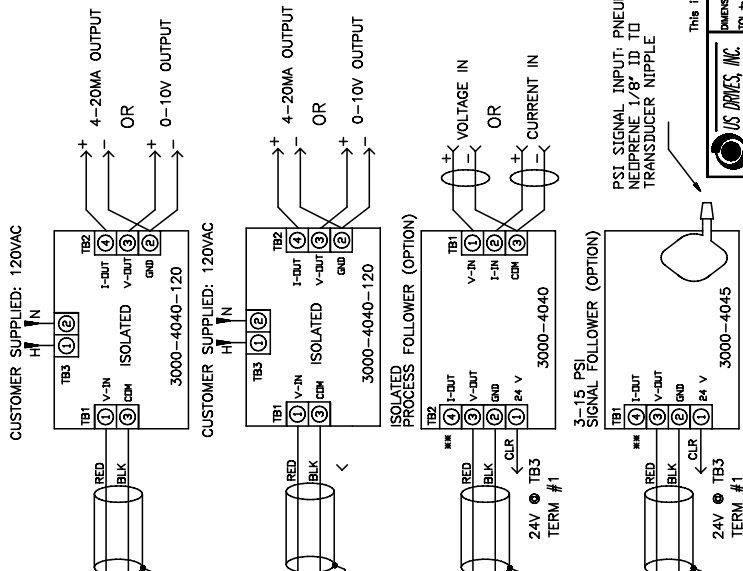 CUSTOMER SUPPLIED: 120VAC
H
N
1
2
TB3
TB1
V-IN
1
COM
3
ISOLATED
3000-4040-120
TB2
I-OUT
4
V-OUT
3
GND
2
RED
BLK
+
4-20MA OUTPUT
-
OR
+
0-10V OUTPUT
-
CUSTOMER SUPPLIED: 120VAC
H
N
1
2
TB3
TB1
V-IN
1
COM
3
ISOLATED
3000-4040-120
TB2
I-OUT
4
V-OUT
3
GND
2
RED
BLK
+
4-20MA OUTPUT
-
OR
+
0-10V OUTPUT
-
ISOLATED
PROCESS FOLLOWER (OPTION)
TB2
**
4
I-OUT
3
V-OUT
2
GND
1
24 V
RED
BLK
CLR
24V @ TB3
TERM #1
3000-4040
TB1
V-IN
1
I-IN
2
COM
3
+
VOLTAGE IN
-
OR
+
CURRENT IN
-
3-15 PSI
SIGNAL FOLLOWER (OPTION)
TB1
**
4
I-OUT
3
V-OUT
2
GND
1
24 V
RED
BLK
CLR
24V @ TB3
TERM #1
3000-4045
PSI SIGNAL INPUT: PNEU
NEOPRENE 1/8" ID TO
TRANSDUCER NIPPLE
This i
DIMENS
US DRIVES, INC.